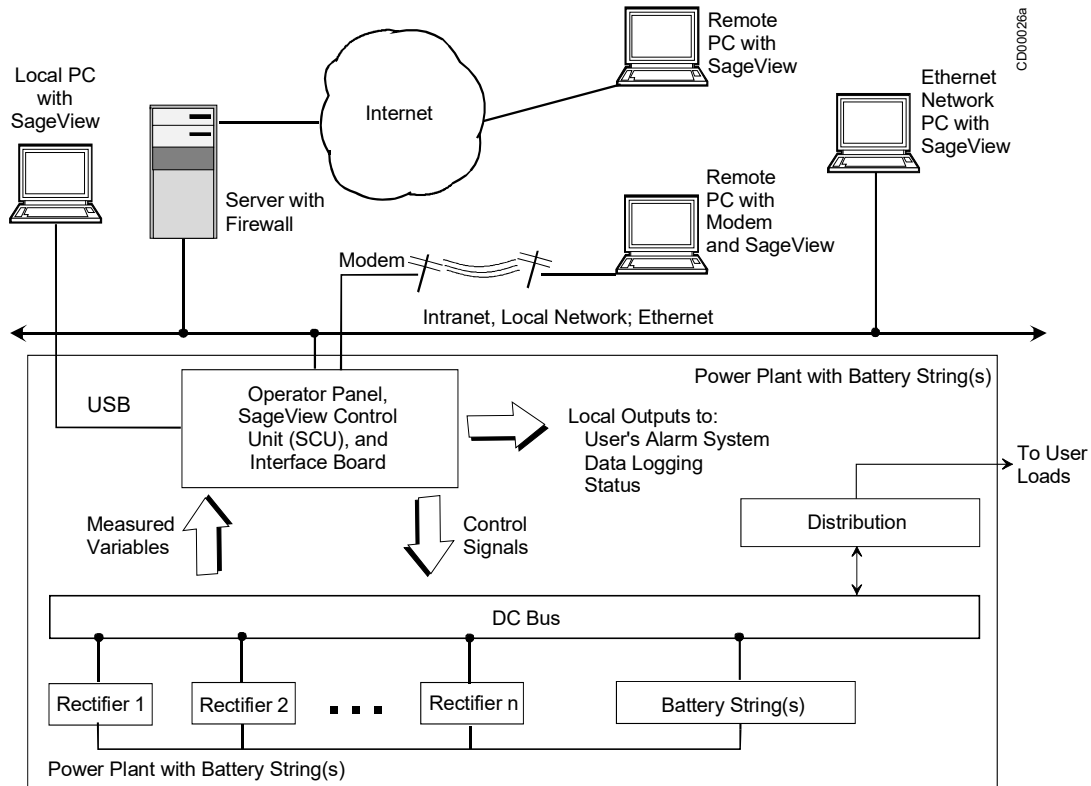 Local PC
with
SageView
Server with
Firewall
Internet
Remote
PC with
SageView
CD00026a
Ethernet
Network
PC with
SageView
Remote
PC with
Modem
and SageView
Modem
Intranet, Local Network; Ethernet
Power Plant with Battery String(s)
USB
Operator Panel,
SageView Control
Unit (SCU), and
Interface Board
Local Outputs to:
User's Alarm System
Data Logging
Status
To User
Loads
Measured
Variables
Control
Signals
Distribution
DC Bus
Rectifier 1
Rectifier 2
Rectifier n
Battery String(s)
Power Plant with Battery String(s)